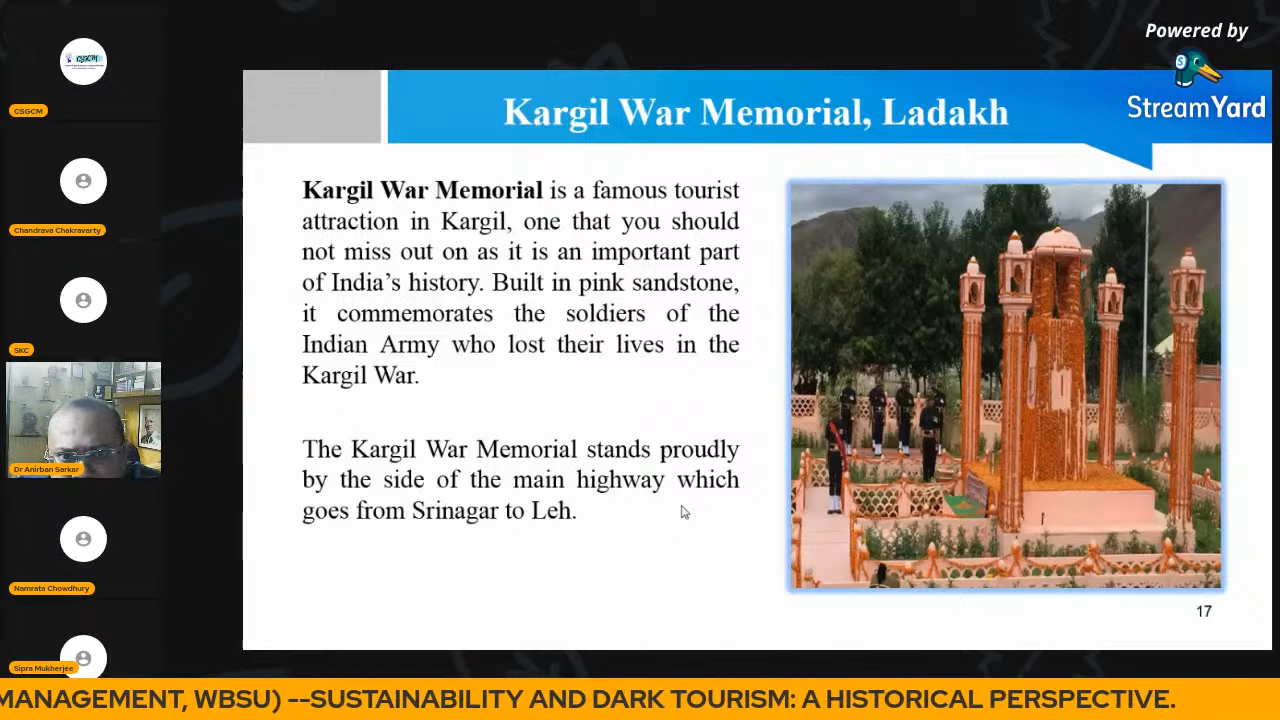 Powered by
StreamYard
CSGCM
CSGCM
Chandrava Chakravarty
SKC
Dr Anirban Sarkar
Namrata Chowdhury
Sipra Mukherjee
Kargil War Memorial, Ladakh
Kargil War Memorial is a famous tourist
attraction in Kargil, one that you should
not miss out on as it is an important part
of India’s history. Built in pink sandstone,
it commemorates the soldiers of the
Indian Army who lost their lives in the
Kargil War.
The Kargil War Memorial stands proudly
by the side of the main highway which
goes from Srinagar to Leh.
17
MANAGEMENT, WBSU) --SUSTAINABILITY AND DARK TOURISM: A HISTORICAL PERSPECTIVE.